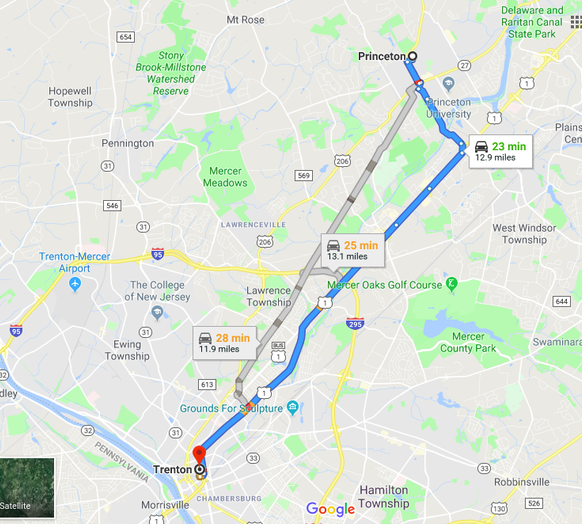 Mt Rose
Delaware and
Raritan Canal
State Park
654
Stony
Brook-Millstone
Watershed
Reserve
Princeton
27
1
Hopewell
Township
Princeton
University
1
Plains
Cen
Pennington
206
23 min
12.9 miles
31
Mercer
Meadows
569
546
31
LAWRENCEVILLE
206
West Windsor
Township
25 min
13.1 miles
95
Trenton-Mercer
Airport
The College
of New Jersey
Lawrence
Township
Mercer Oaks Golf Course
1
644
95
295
Mercer
County Park
28 min
11.9 miles
BUS
1
Ewing
Township
Swaminara
32
613
1
dley
Grounds For Sculpture
32
31
PENNSYLVANIA
33
Trenton
33
Robbinsville
Satellite
CHAMBERSBURG
Morrisville
Google
Hamilton
Township
130
526